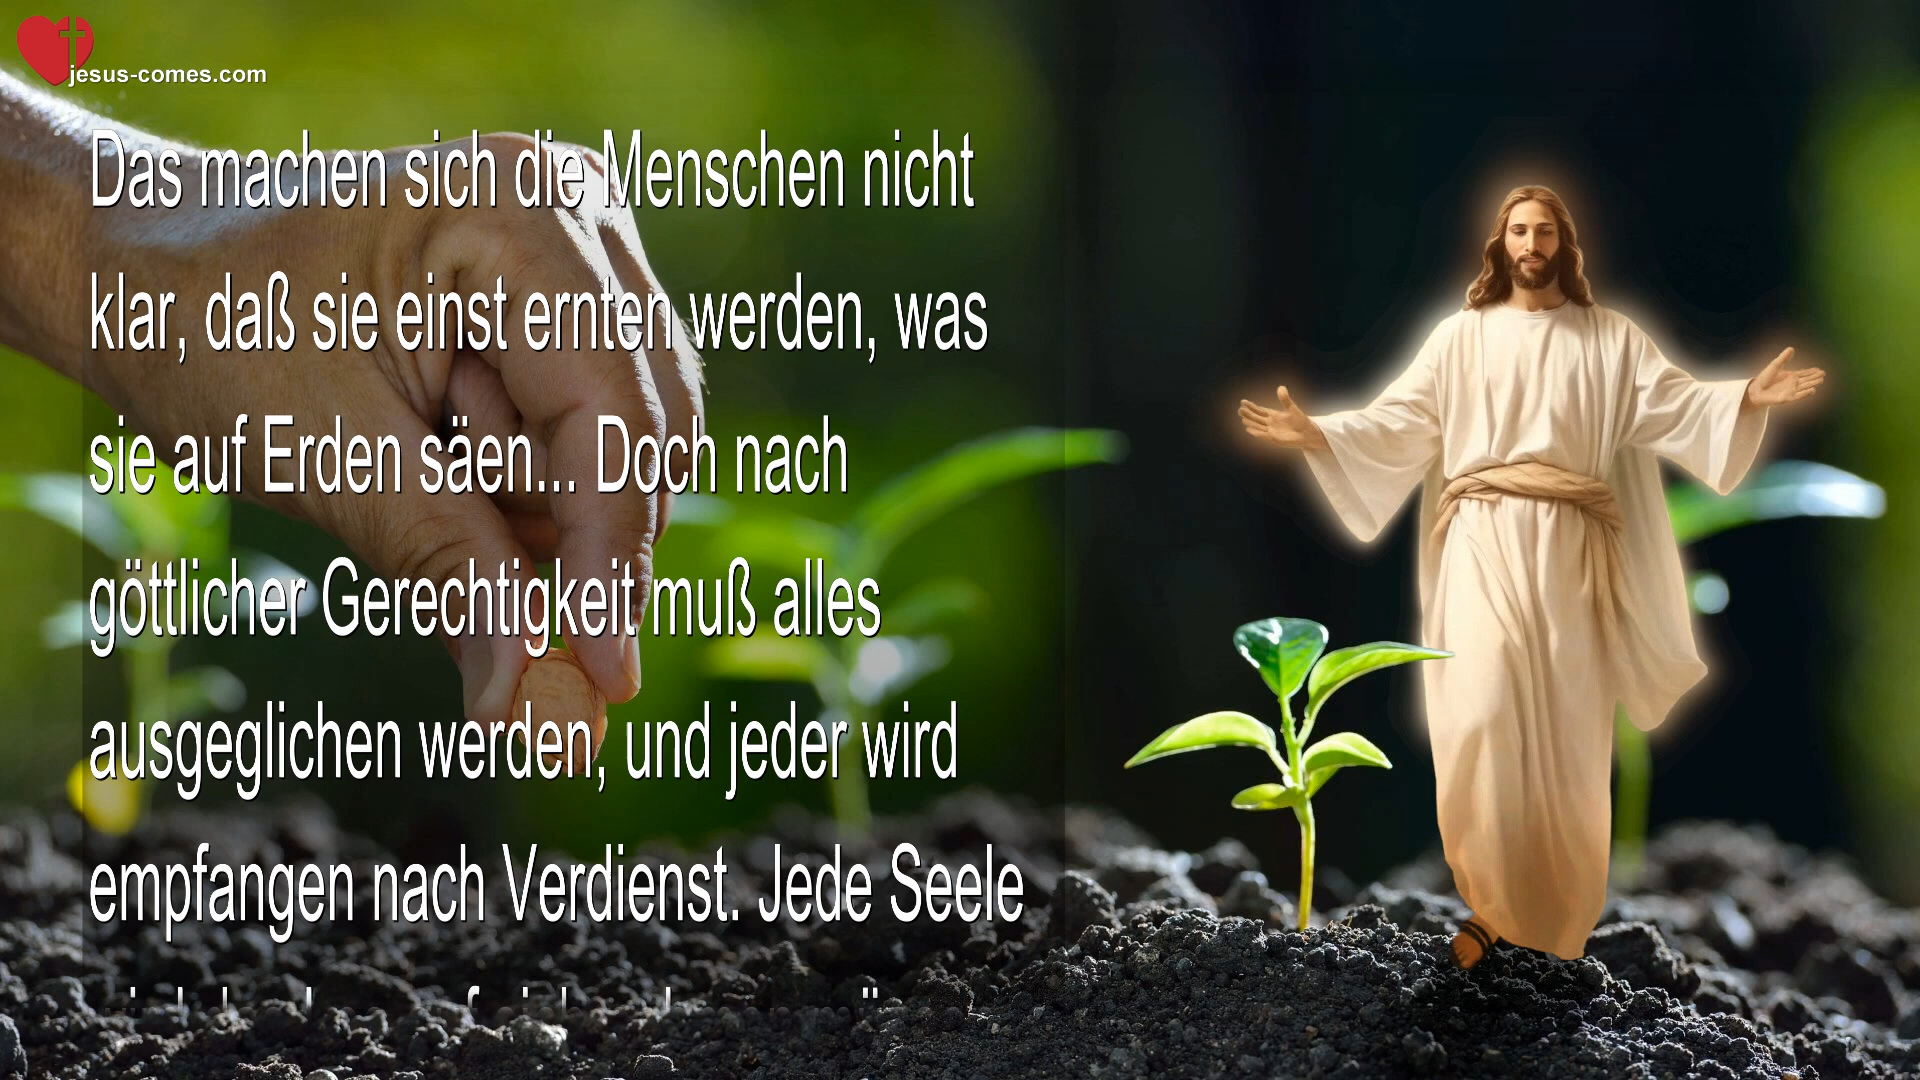 jesus-comes.com
Das machen sich die Menschen nicht
klar, daß sie einst ernten werden, was
sie auf Erden säen... Doch nach
göttlicher Gerechtigkeit muß alles
ausgeglichen werden, und jeder wird
empfangen nach Verdienst. Jede Seele